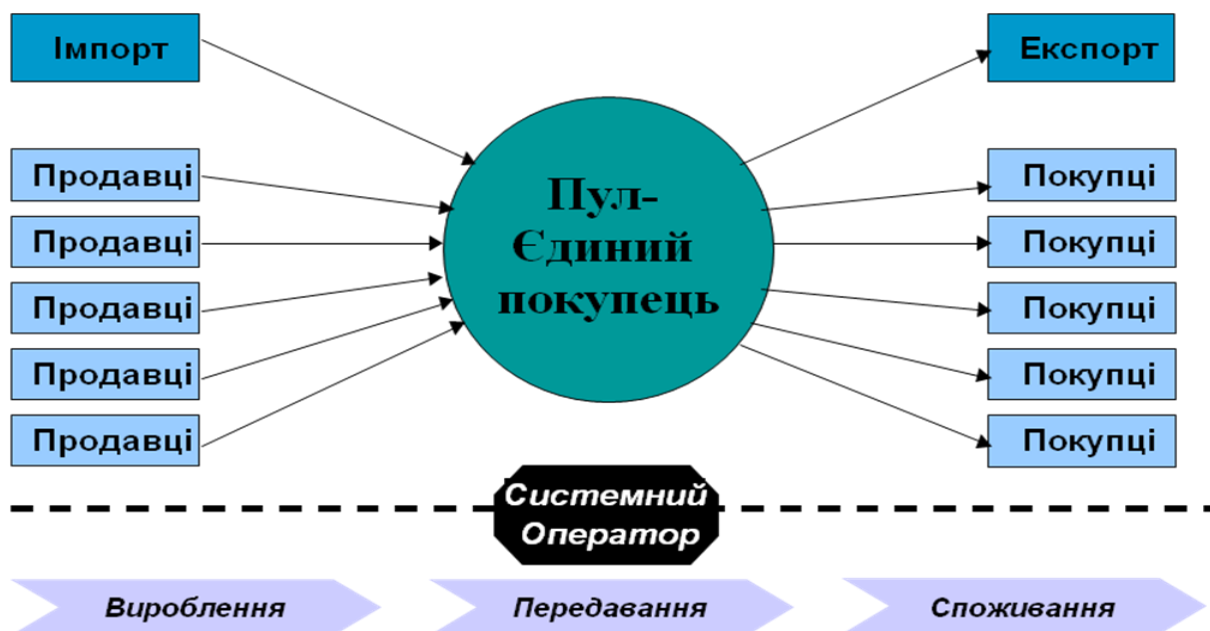 Імпорт
Експорт
Продавці
Покупці
Продавці
Покупці
Продавці
Покупці
Продавці
Покупці
Продавці
Покупці
Пул-
Єдиний
покупець
Системний
Оператор
Вироблення
Передавання
Споживання